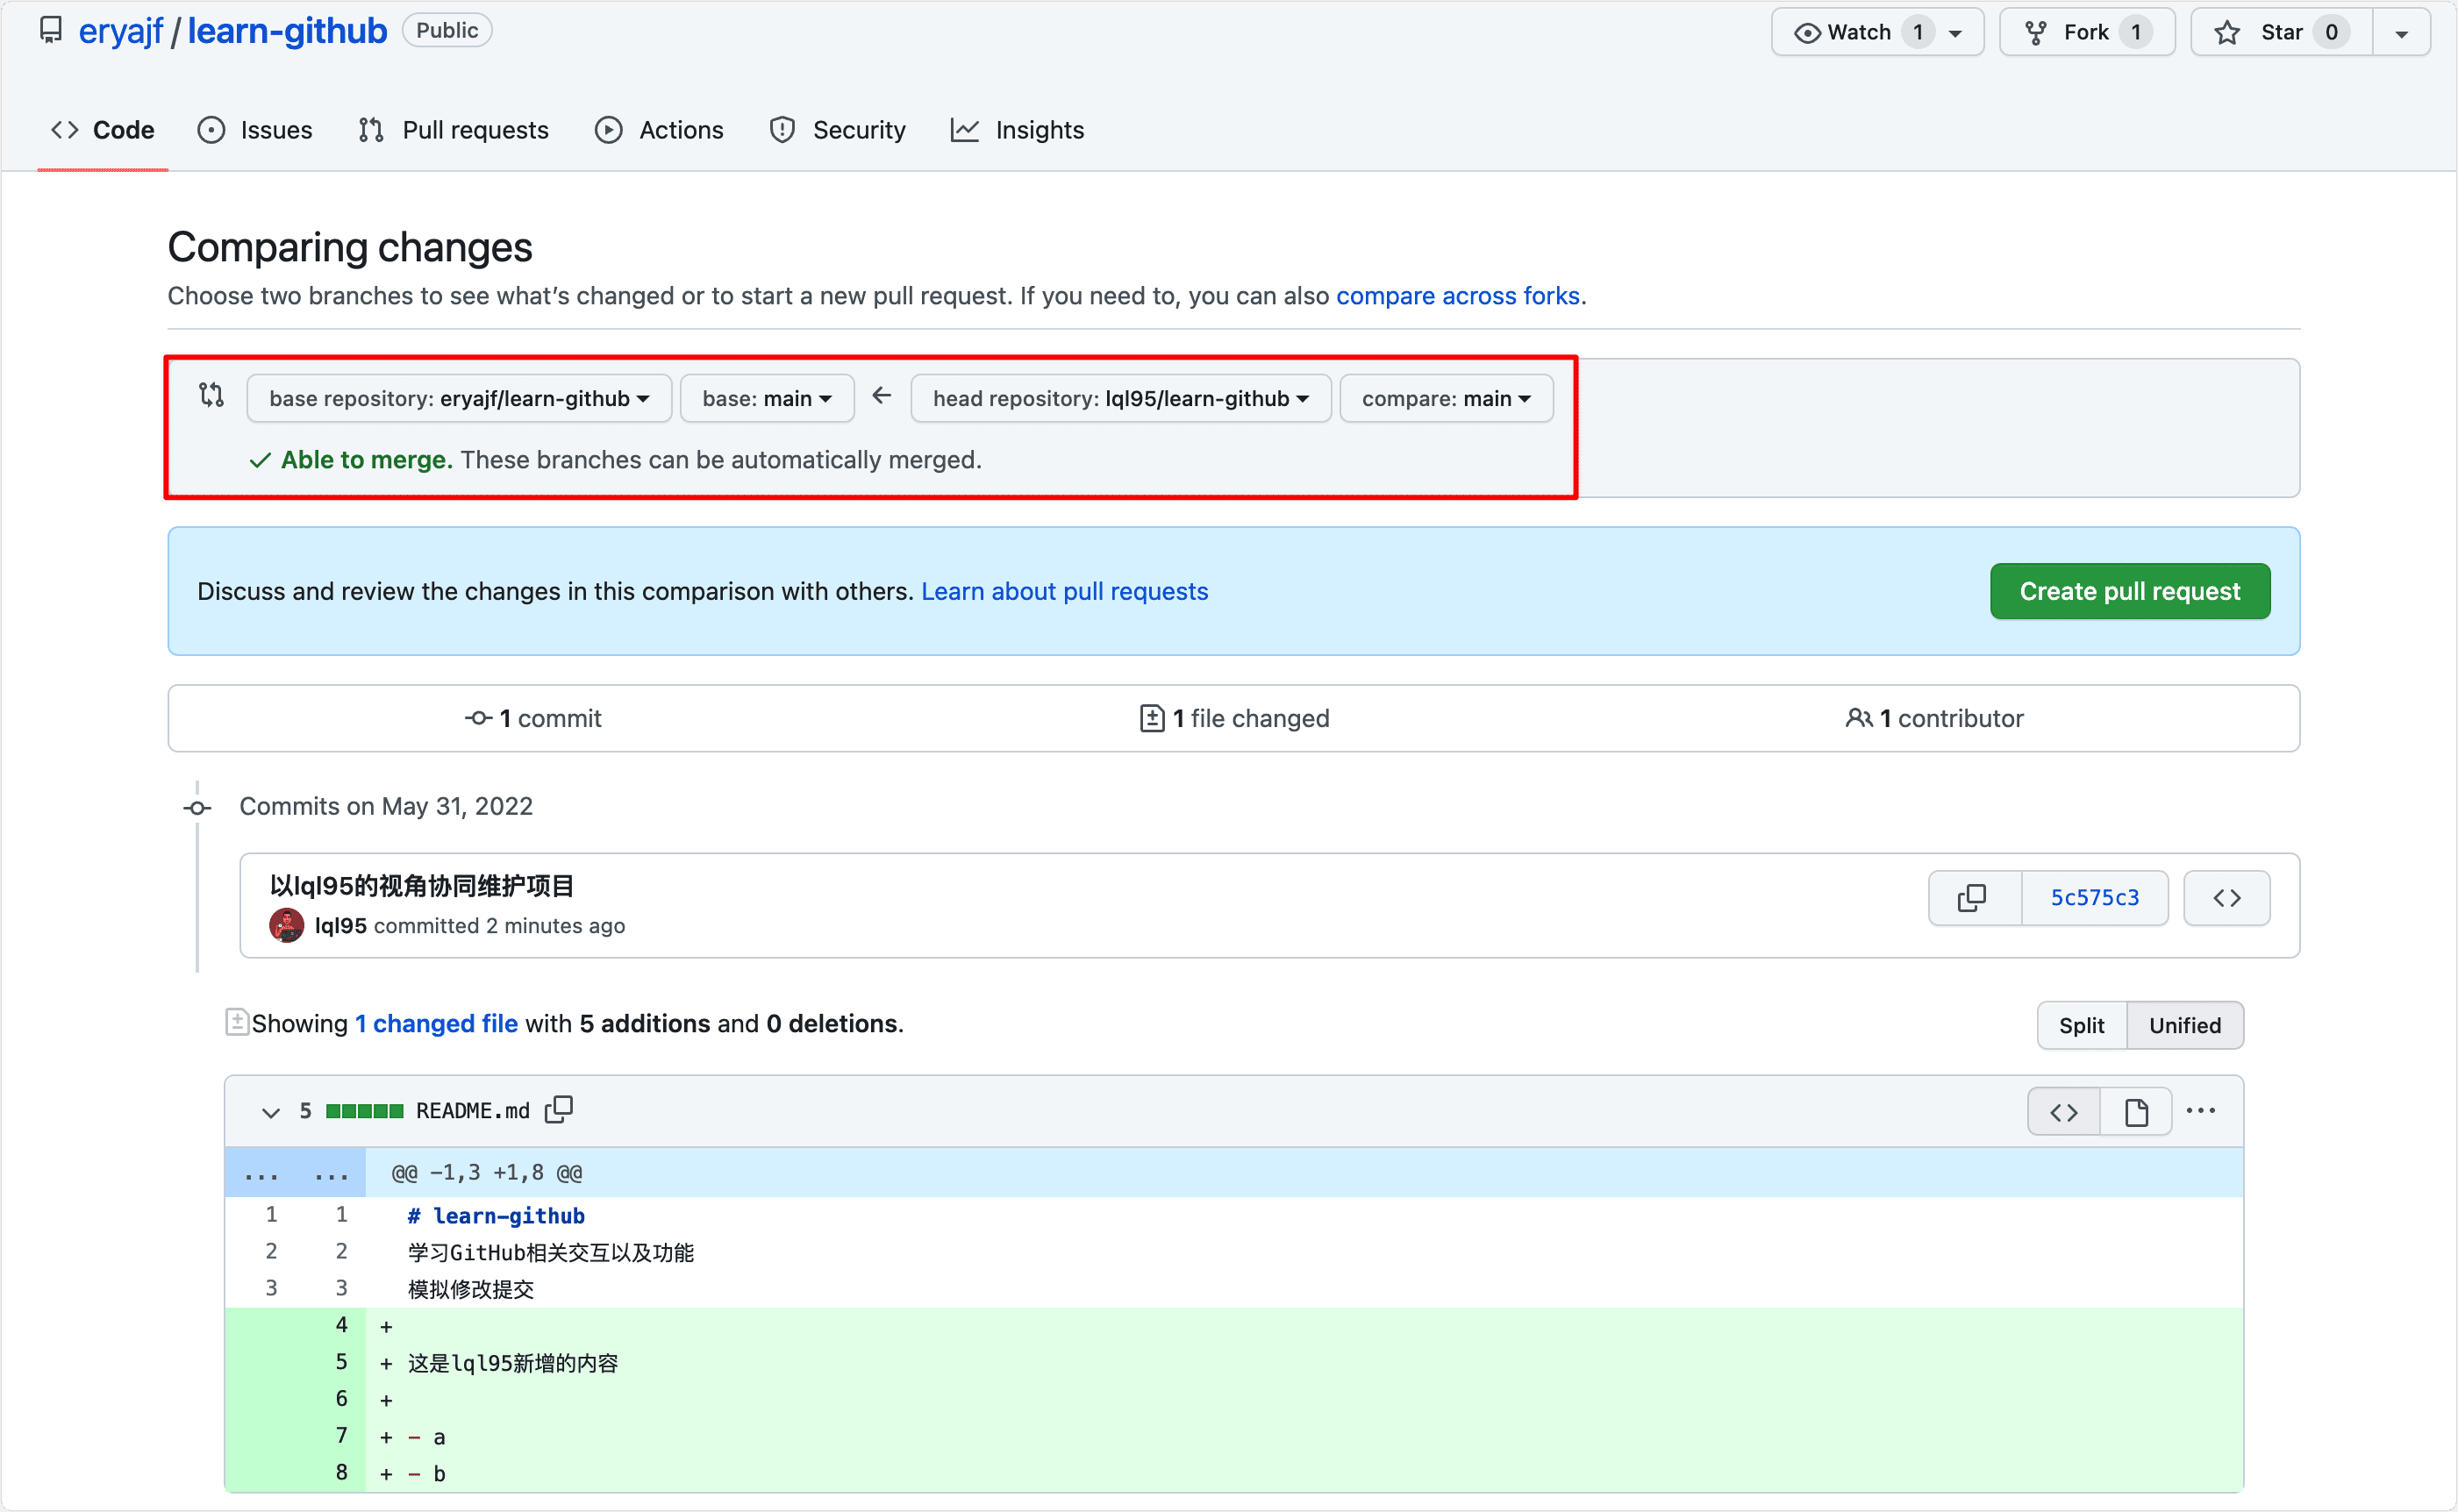 eryajf / learn-github Public Watch 1 Fork 1 Star 0
Code Issues Pull requests Actions Security Insights
Comparing changes
Choose two branches to see what’s changed or to start a new pull request. If you need to, you can also compare across forks.
base repository: eryajf/learn-github base: main ← head repository: lql95/learn-github compare: main
✓ Able to merge. These branches can be automatically merged.
Discuss and review the changes in this comparison with others. Learn about pull requests Create pull request
1 commit 1 file changed 1 contributor
Commits on May 31, 2022
以lql95的视角协同维护项目
lql95 committed 2 minutes ago 5c575c3
Showing 1 changed file with 5 additions and 0 deletions. Split Unified
5 README.md
... ... @@ -1,3 +1,8 @@
1 1 # learn-github
2 2 学习GitHub相关交互以及功能
3 3 模拟修改提交
4 +
5 + 这是lql95新增的内容
6 +
7 + - a
8 + - b